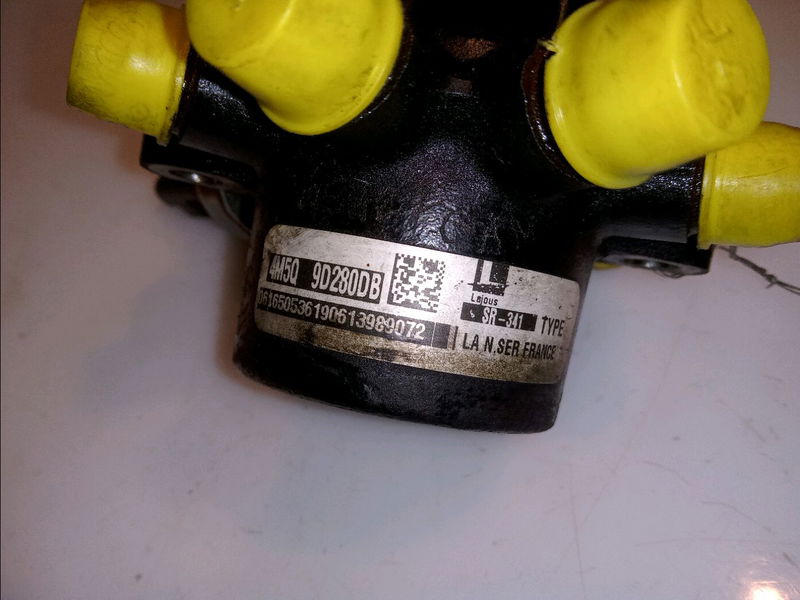 4M5Q 9D280DB
L
Lajous
SR-341 TYPE
0616505361906139890​72
LA N.SER FRANCE